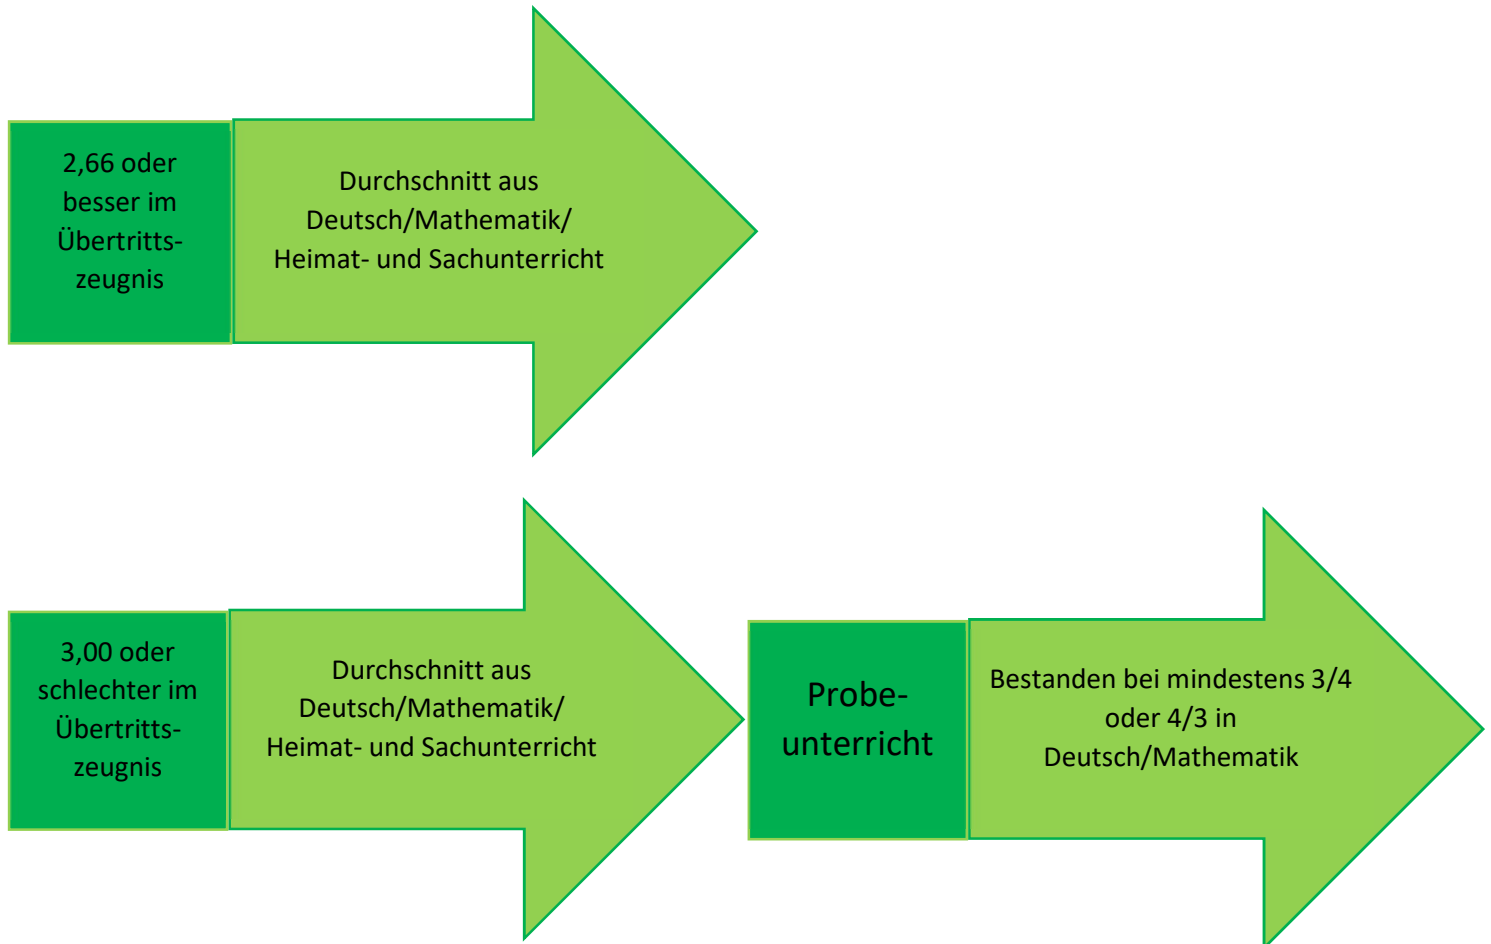 2,66 oder
besser im
Übertritts-
zeugnis
Durchschnitt aus
Deutsch/Mathematik/
Heimat- und Sachunterricht
3,00 oder
schlechter im
Übertritts-
zeugnis
Durchschnitt aus
Deutsch/Mathematik/
Heimat- und Sachunterricht
Probe-
unterricht
Bestanden bei mindestens 3/4
oder 4/3 in
Deutsch/Mathematik